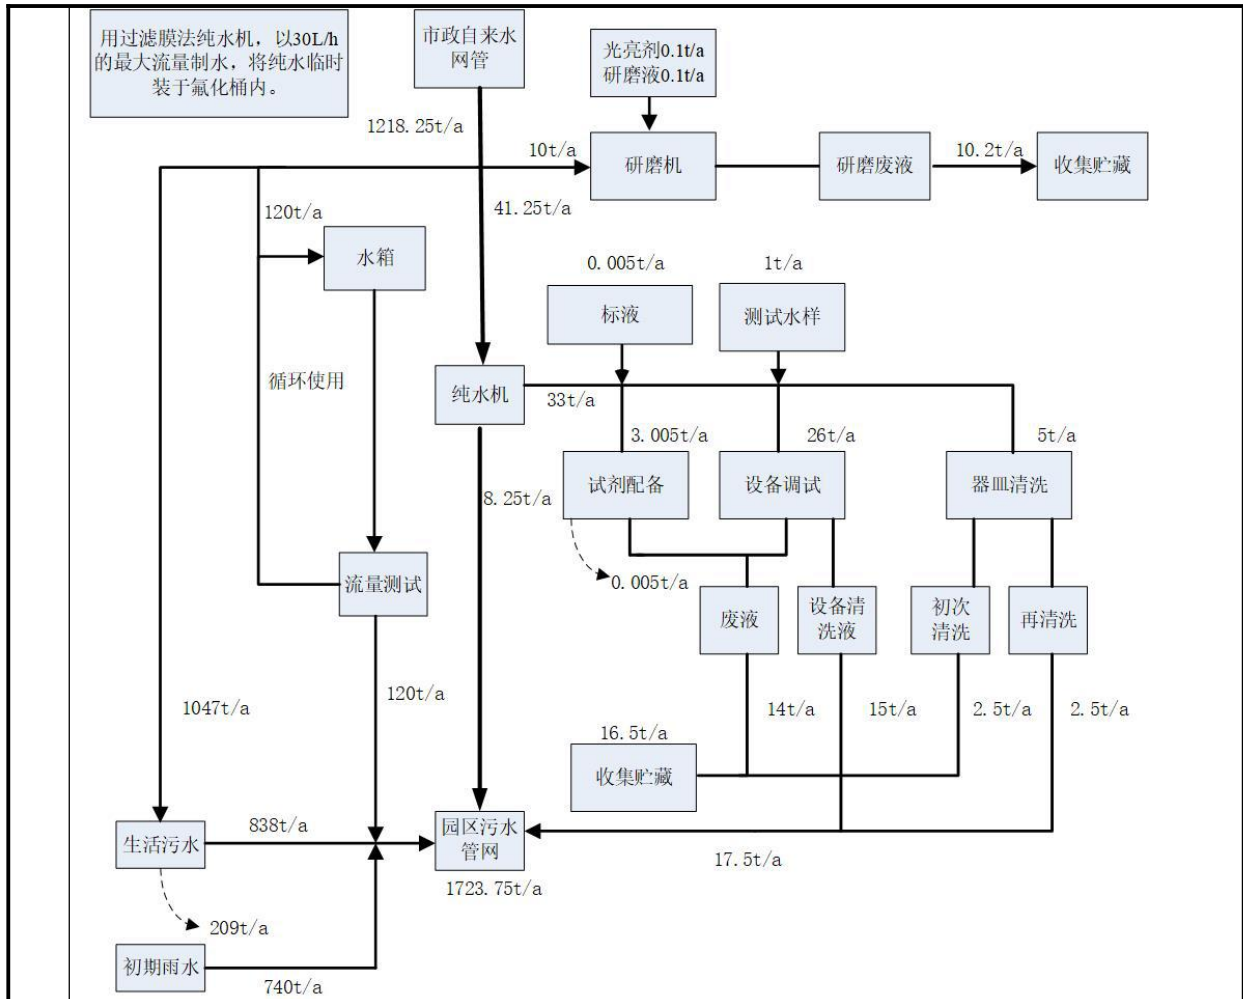 用过滤膜法纯水机，以30L/h
的最大流量制水，将纯水临时
装于氟化桶内。
市政自来水
网管
光亮剂0.1t/a
研磨液0.1t/a
1218.25t/a
10t/a
研磨机
研磨废液
10.2t/a
收集贮藏
120t/a
41.25t/a
水箱
0.005t/a
1t/a
标液
测试水样
循环使用
纯水机
33t/a
3.005t/a
26t/a
5t/a
试剂配备
设备调试
器皿清洗
8.25t/a
0.005t/a
流量测试
废液
设备清
洗液
初次
清洗
再清洗
120t/a
1047t/a
14t/a
15t/a
2.5t/a
2.5t/a
16.5t/a
收集贮藏
生活污水
838t/a
园区污水
管网
17.5t/a
1723.75t/a
209t/a
初期雨水
740t/a